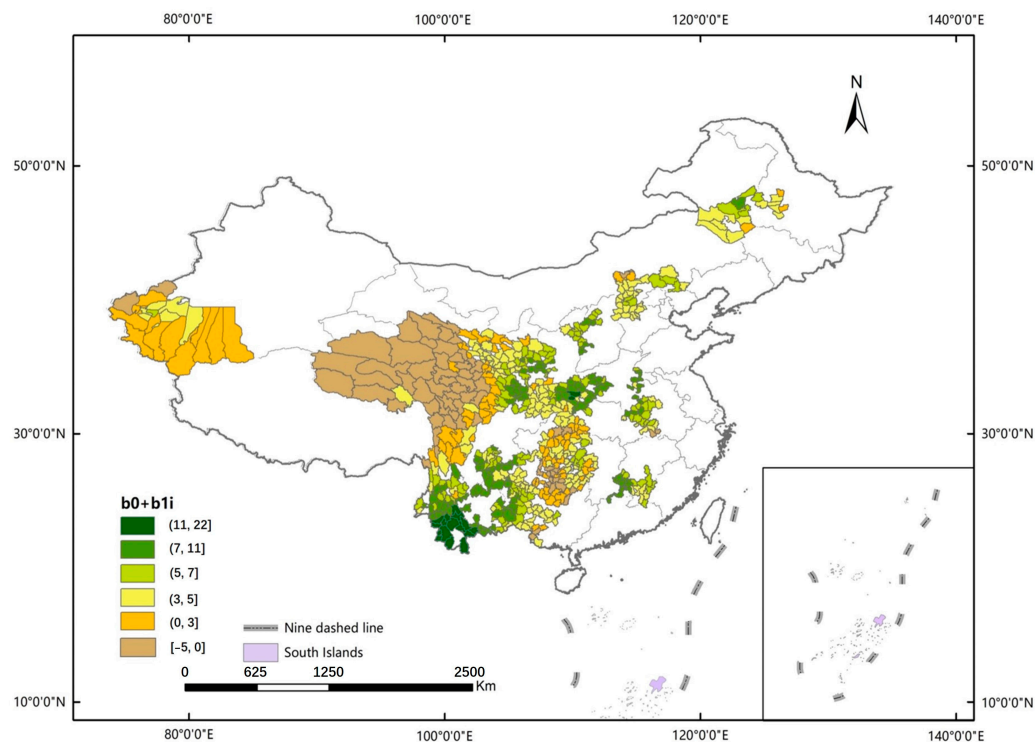 80°0'0"E 100°0'0"E 120°0'0"E 140°0'0"E
N
50°0'0"N 50°0'0"N
30°0'0"N 30°0'0"N
b0+b1i
(11, 22]
(7, 11]
(5, 7]
(3, 5]
(0, 3]
[−5, 0]
Nine dashed line
South Islands
0 625 1250 2500
Km
10°0'0"N 10°0'0"N
80°0'0"E 100°0'0"E 120°0'0"E 140°0'0"E